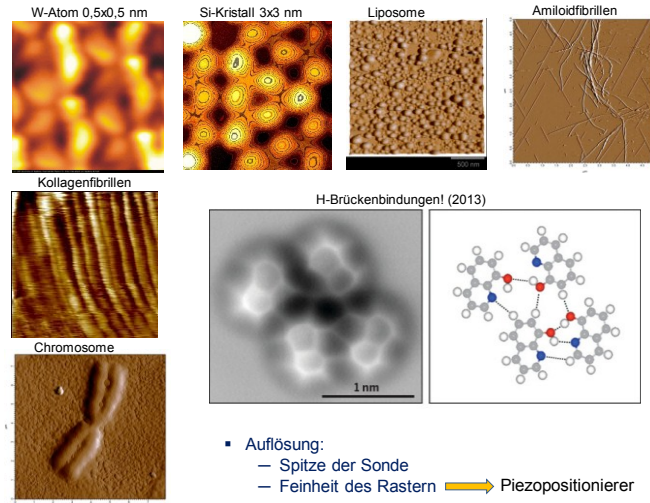 W-Atom 0,5x0,5 nm
Si-Kristall 3x3 nm
Liposome
Amiloidfibrillen
500 nm
Kollagenfibrillen
H-Brückenbindungen! (2013)
1 nm
Chromosome
▪ Auflösung:
— Spitze der Sonde
— Feinheit des Rastern Piezopositionierer